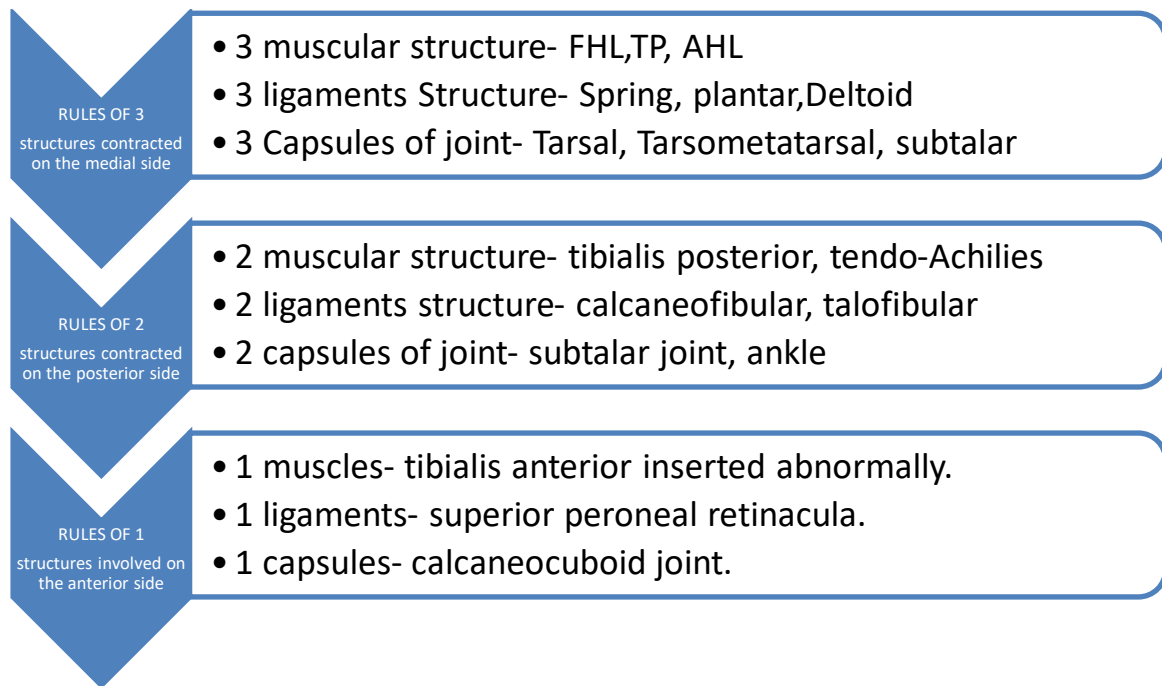 RULES OF 3
structures contracted
on the medial side
• 3 muscular structure- FHL,TP, AHL
• 3 ligaments Structure- Spring, plantar,Deltoid
• 3 Capsules of joint- Tarsal, Tarsometatarsal, subtalar
RULES OF 2
structures contracted
on the posterior side
• 2 muscular structure- tibialis posterior, tendo-Achilies
• 2 ligaments structure- calcaneofibular, talofibular
• 2 capsules of joint- subtalar joint, ankle
RULES OF 1
structures involved on
the anterior side
• 1 muscles- tibialis anterior inserted abnormally.
• 1 ligaments- superior peroneal retinacula.
• 1 capsules- calcaneocuboid joint.